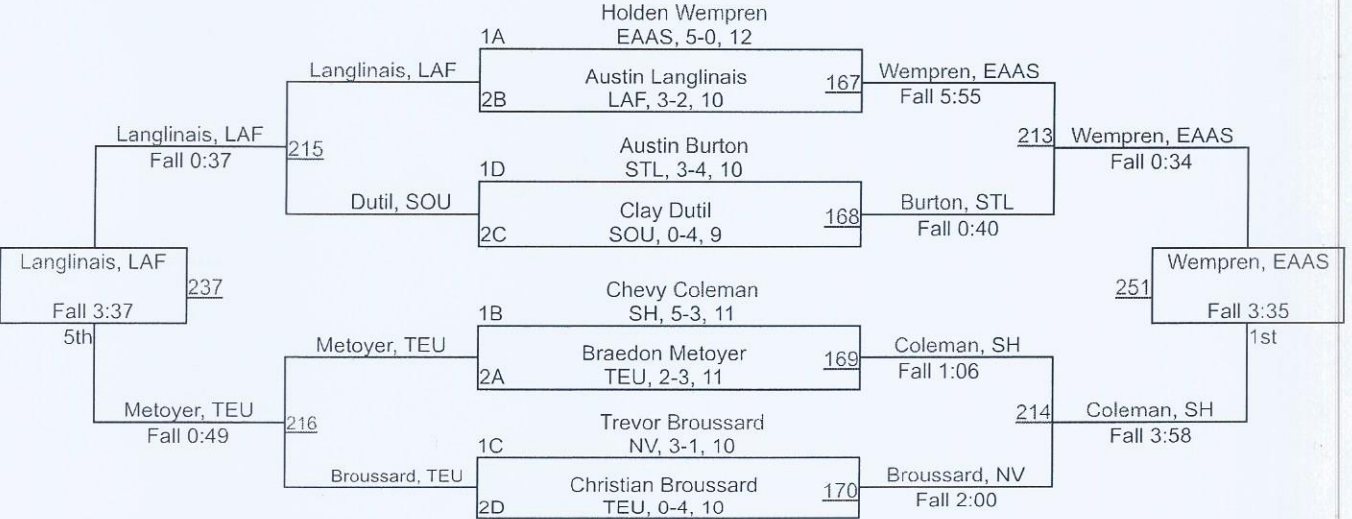 Holden Wempren
1A
EAAS, 5-0, 12
Langlinais, LAF
Austin Langlinais
167
Wempren, EAAS
2B
LAF, 3-2, 10
Fall 5:55
Langlinais, LAF
Fall 0:37
215
Austin Burton
213
Wempren, EAAS
Fall 0:34
1D
STL, 3-4, 10
Dutil, SOU
Clay Dutil
168
Burton, STL
2C
SOU, 0-4, 9
Fall 0:40
Langlinais, LAF
237
Fall 3:37
5th
Wempren, EAAS
251
Fall 3:35
1st
Chevy Coleman
1B
SH, 5-3, 11
Metoyer, TEU
Braedon Metoyer
169
Coleman, SH
2A
TEU, 2-3, 11
Fall 1:06
Metoyer, TEU
Fall 0:49
216
Trevor Broussard
214
Coleman, SH
Fall 3:58
1C
NV, 3-1, 10
Broussard, TEU
Christian Broussard
170
Broussard, NV
2D
TEU, 0-4, 10
Fall 2:00